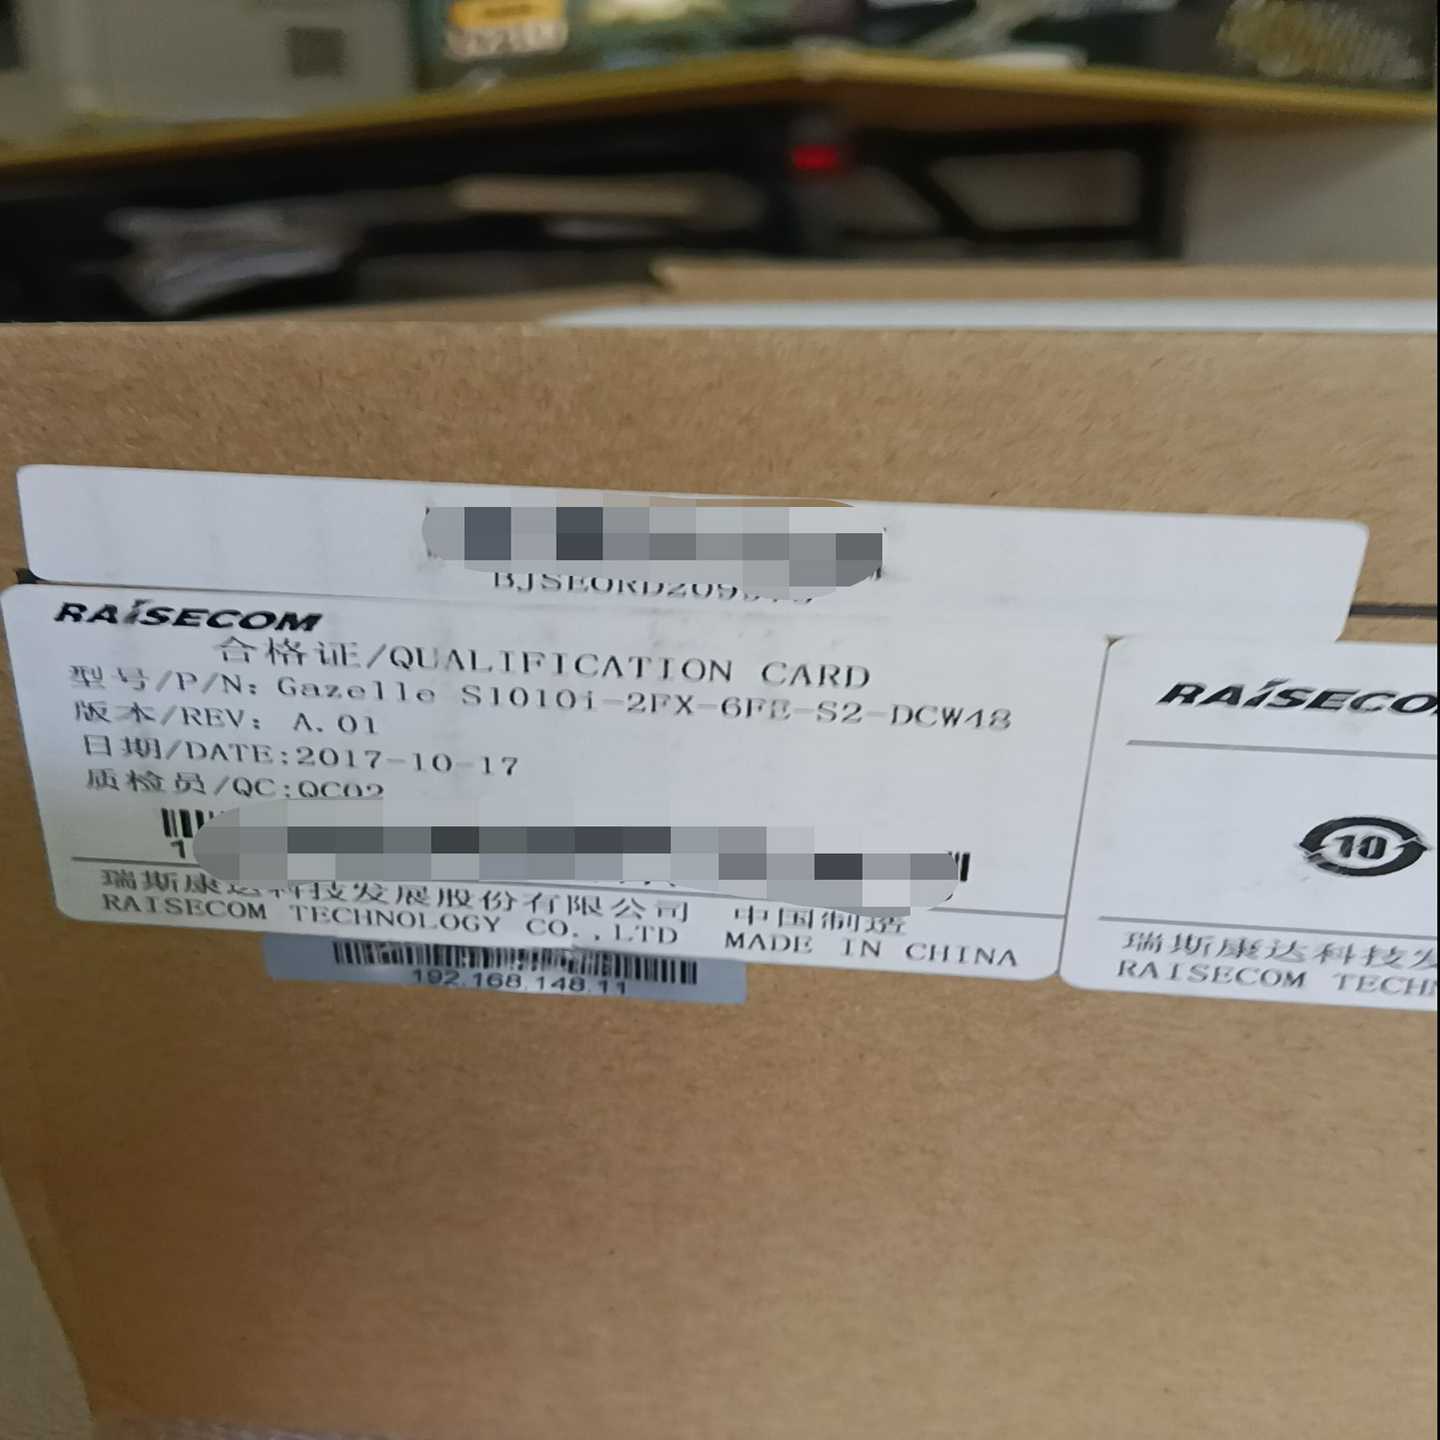 RAISECOM
合格证/QUALIFICATION CARD
型号/P/N: Gazelle S1010i-2FX-6FE-S2-DCW48
版本/REV: A.01
日期/DATE:2017-10-17
质检员/QC:QC02
1
瑞斯康达科技发展股份有限公司 中国制造
RAISECOM TECHNOLOGY CO.,LTD MADE IN CHINA
192.168.148.11
RAISECO
10
瑞斯康达科技发
RAISECOM TECHN